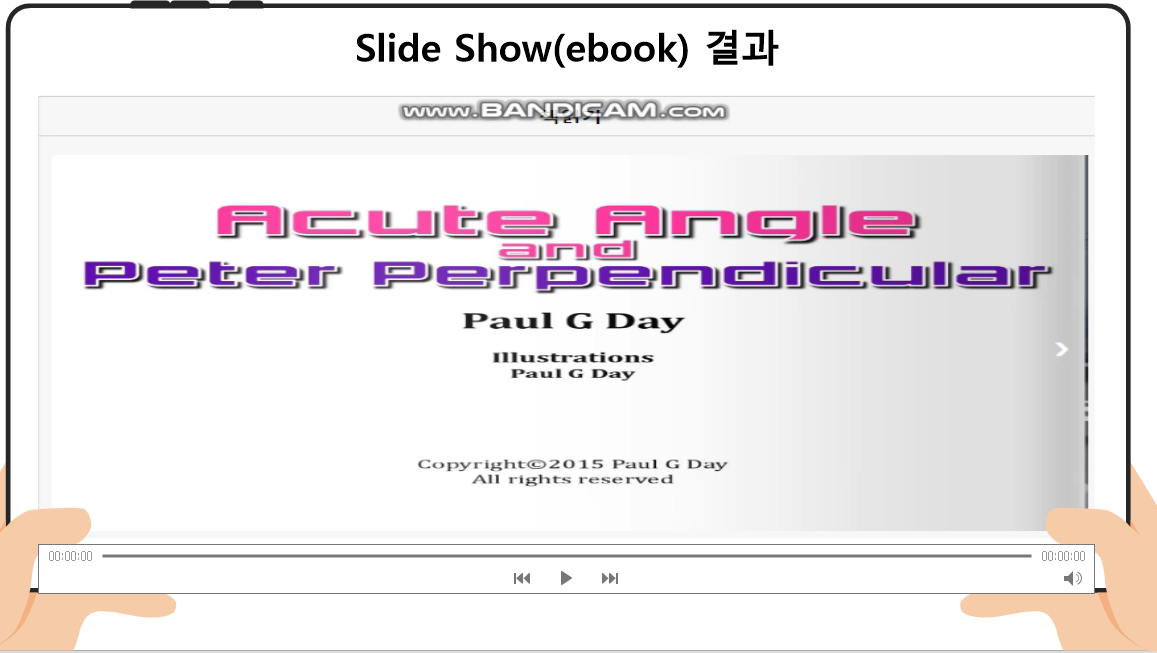 Slide Show(ebook) 결과
www.BANDICAM.com
Acute Angle
and
Peter Perpendicular
Paul G Day
Illustrations
Paul G Day
Copyright©2015 Paul G Day
All rights reserved
00:00:00
00:00:00